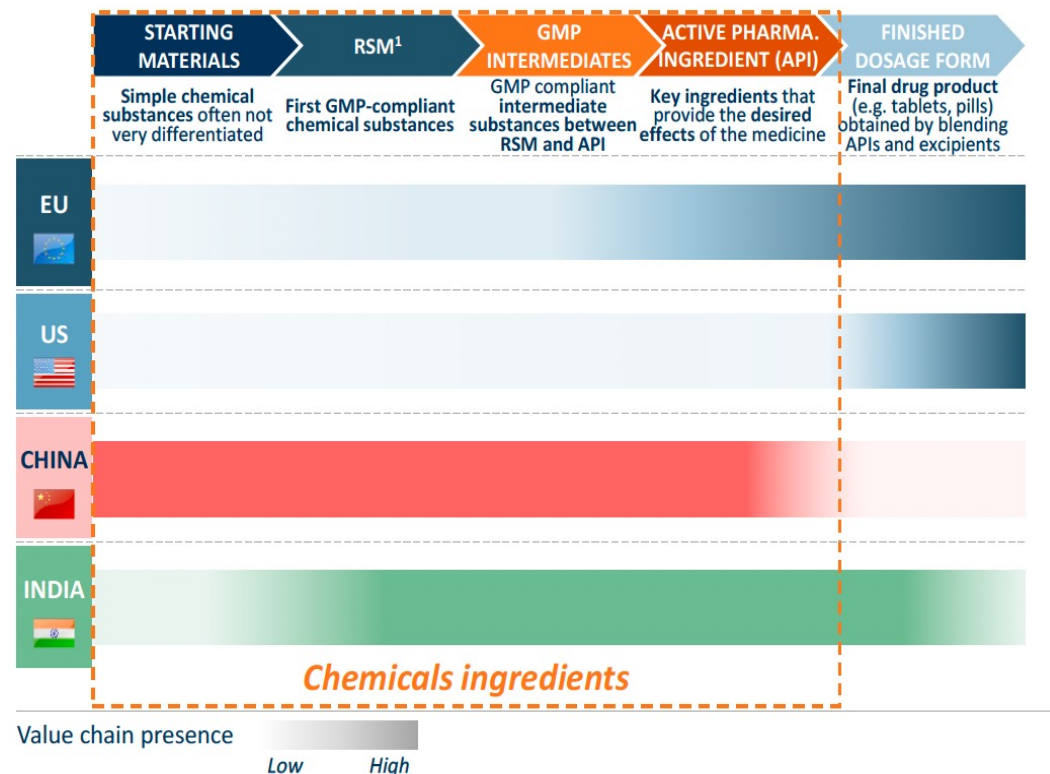 STARTING
MATERIALS
RSM¹
GMP
INTERMEDIATES
ACTIVE PHARMA.
INGREDIENT (API)
FINISHED
DOSAGE FORM
Simple chemical
substances often not
very differentiated
First GMP-compliant
chemical substances
GMP compliant
intermediate
substances between
RSM and API
Key ingredients that
provide the desired
effects of the medicine
Final drug product
(e.g. tablets, pills)
obtained by blending
APIs and excipients
EU
US
CHINA
INDIA
Chemicals ingredients
Value chain presence
Low High